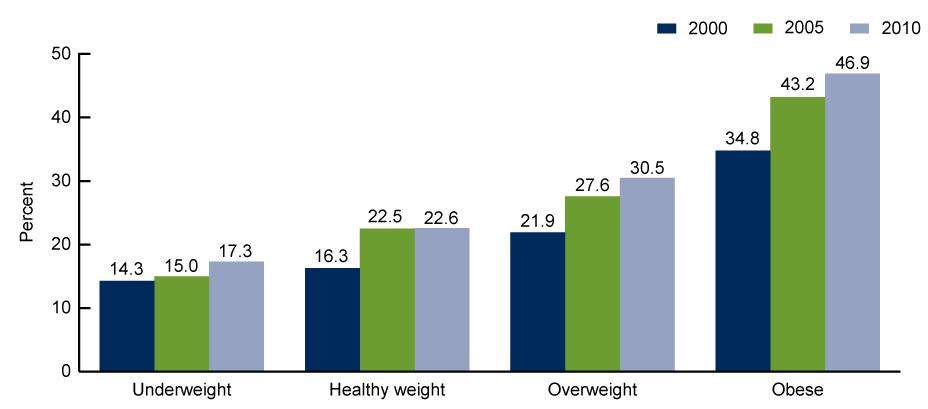 2000 2005 2010
50
40
30
20
10
0
Percent
14.3 15.0 17.3
16.3 22.5 22.6
21.9 27.6 30.5
34.8 43.2 46.9
Underweight Healthy weight Overweight Obese